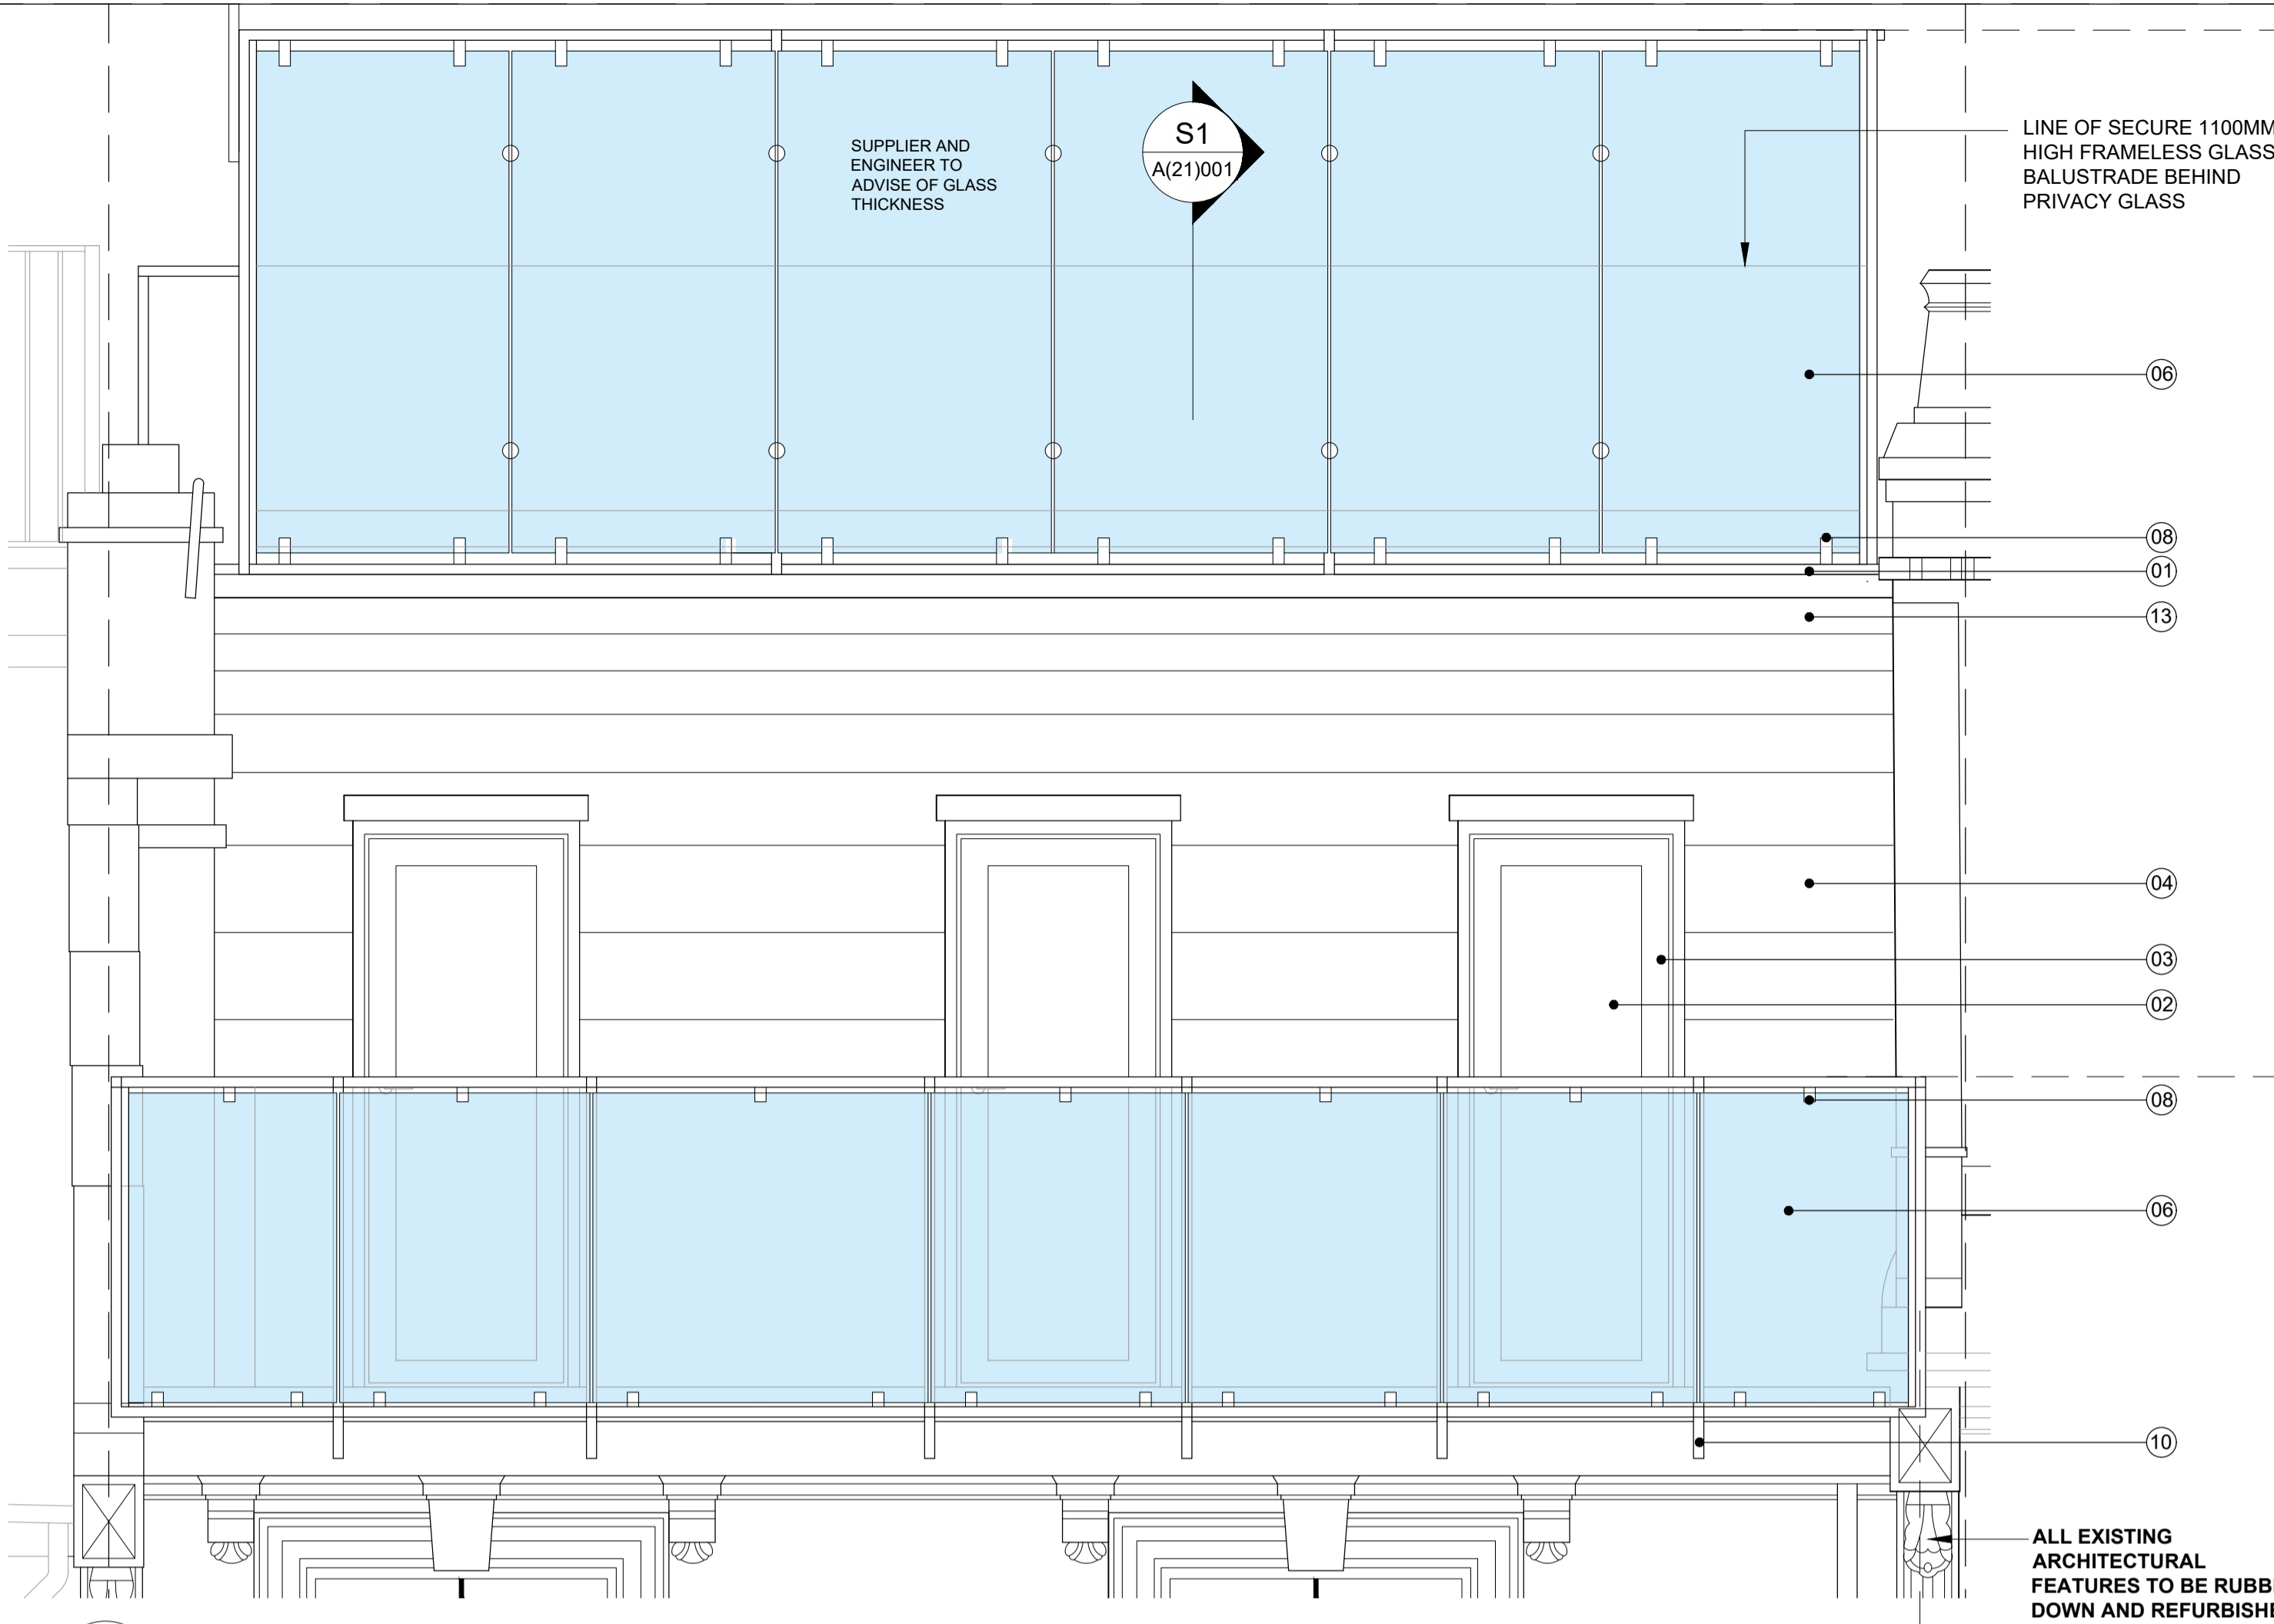 SUPPLIER AND
ENGINEER TO
ADVISE OF GLASS
THICKNESS
S1
A(21)001
LINE OF SECURE 1100MM
HIGH FRAMELESS GLASS
BALUSTRADE BEHIND
PRIVACY GLASS
06
08
01
13
04
03
02
08
06
10
ALL EXISTING
ARCHITECTURAL
FEATURES TO BE
DOWN AND